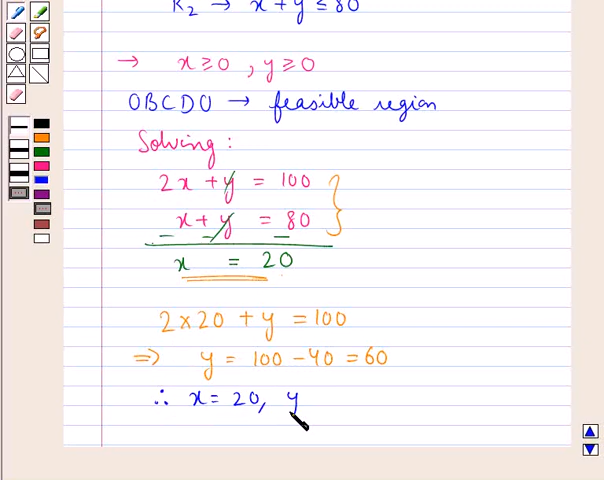 R₂ → x + y ≤ 80
→ x ≥ 0 , y ≥ 0
OBCDO → feasible region
Solving :
2x + y = 100
x + y = 80
x = 20
2 × 20 + y = 100
⇒ y = 100 - 40 = 60
∴ x = 20, y